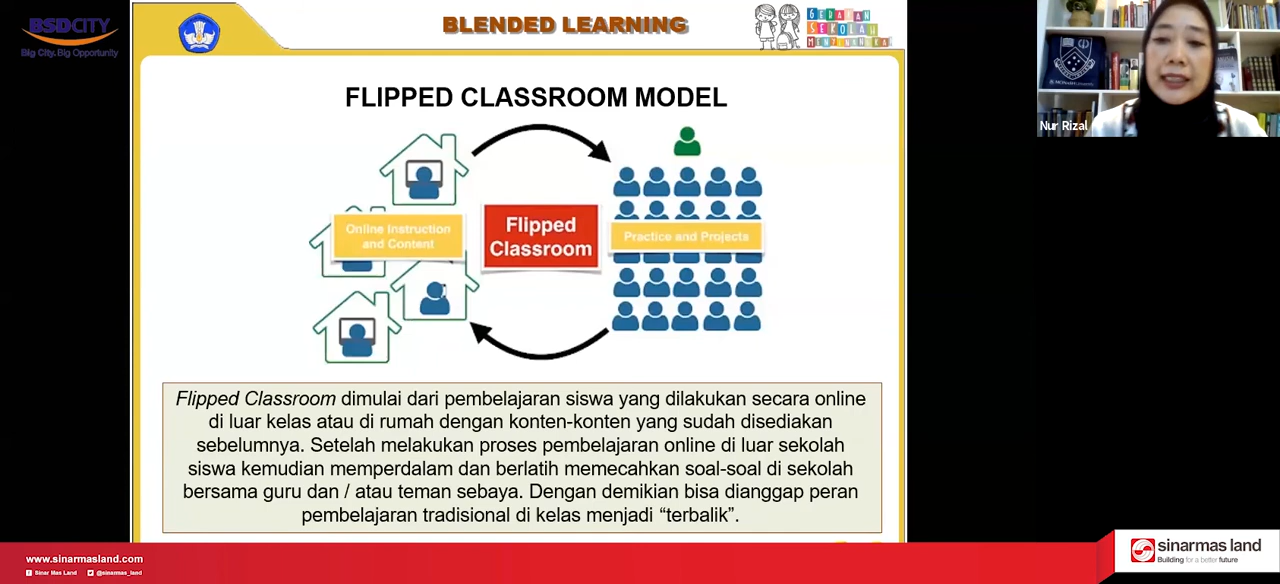 BSDCITY
Big City. Big Opportunity
BLENDED LEARNING
GERAKAN
SEKOLAH
MENYENANGKAN
Nur Rizal
FLIPPED CLASSROOM MODEL
Online Instruction
and Content
Flipped
Classroom
Practice and Projects
Flipped Classroom dimulai dari pembelajaran siswa yang dilakukan secara online
di luar kelas atau di rumah dengan konten-konten yang sudah disediakan
sebelumnya. Setelah melakukan proses pembelajaran online di luar sekolah
siswa kemudian memperdalam dan berlatih memecahkan soal-soal di sekolah
bersama guru dan / atau teman sebaya. Dengan demikian bisa dianggap peran
pembelajaran tradisional di kelas menjadi “terbalik”.
www.sinarmasland.com
Sinar Mas Land
@sinarmas_land
sinarmas land
Building for a better future